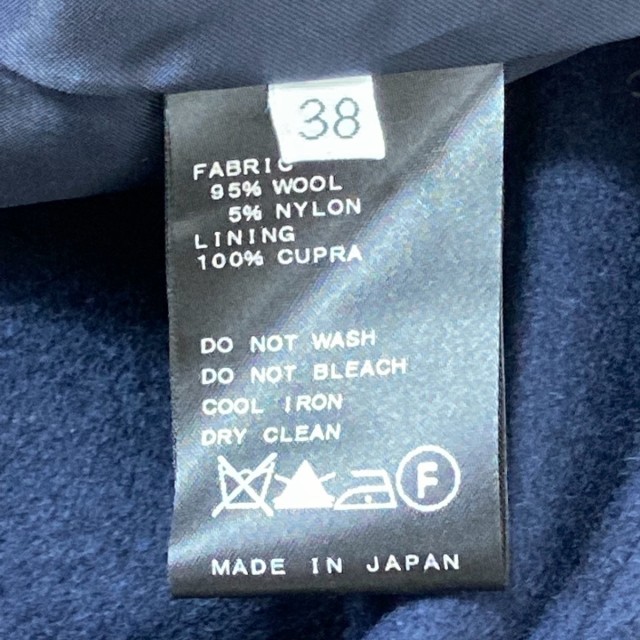 38
FABRIC
95% WOOL
5% NYLON
LINING
100% CUPRA
DO NOT WASH
DO NOT BLEACH
COOL IRON
DRY CLEAN
F
MADE IN JAPAN